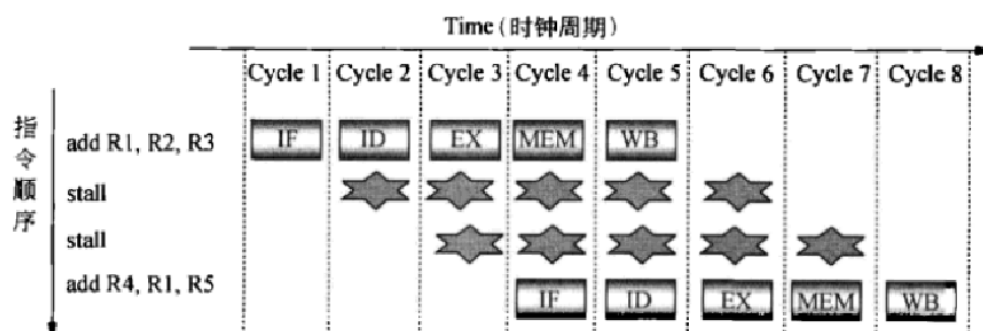 Time (时钟周期)
Cycle 1 Cycle 2 Cycle 3 Cycle 4 Cycle 5 Cycle 6 Cycle 7 Cycle 8
指令顺序
add R1, R2, R3 IF ID EX MEM WB
stall
stall
add R4, R1, R5 IF ID EX MEM WB